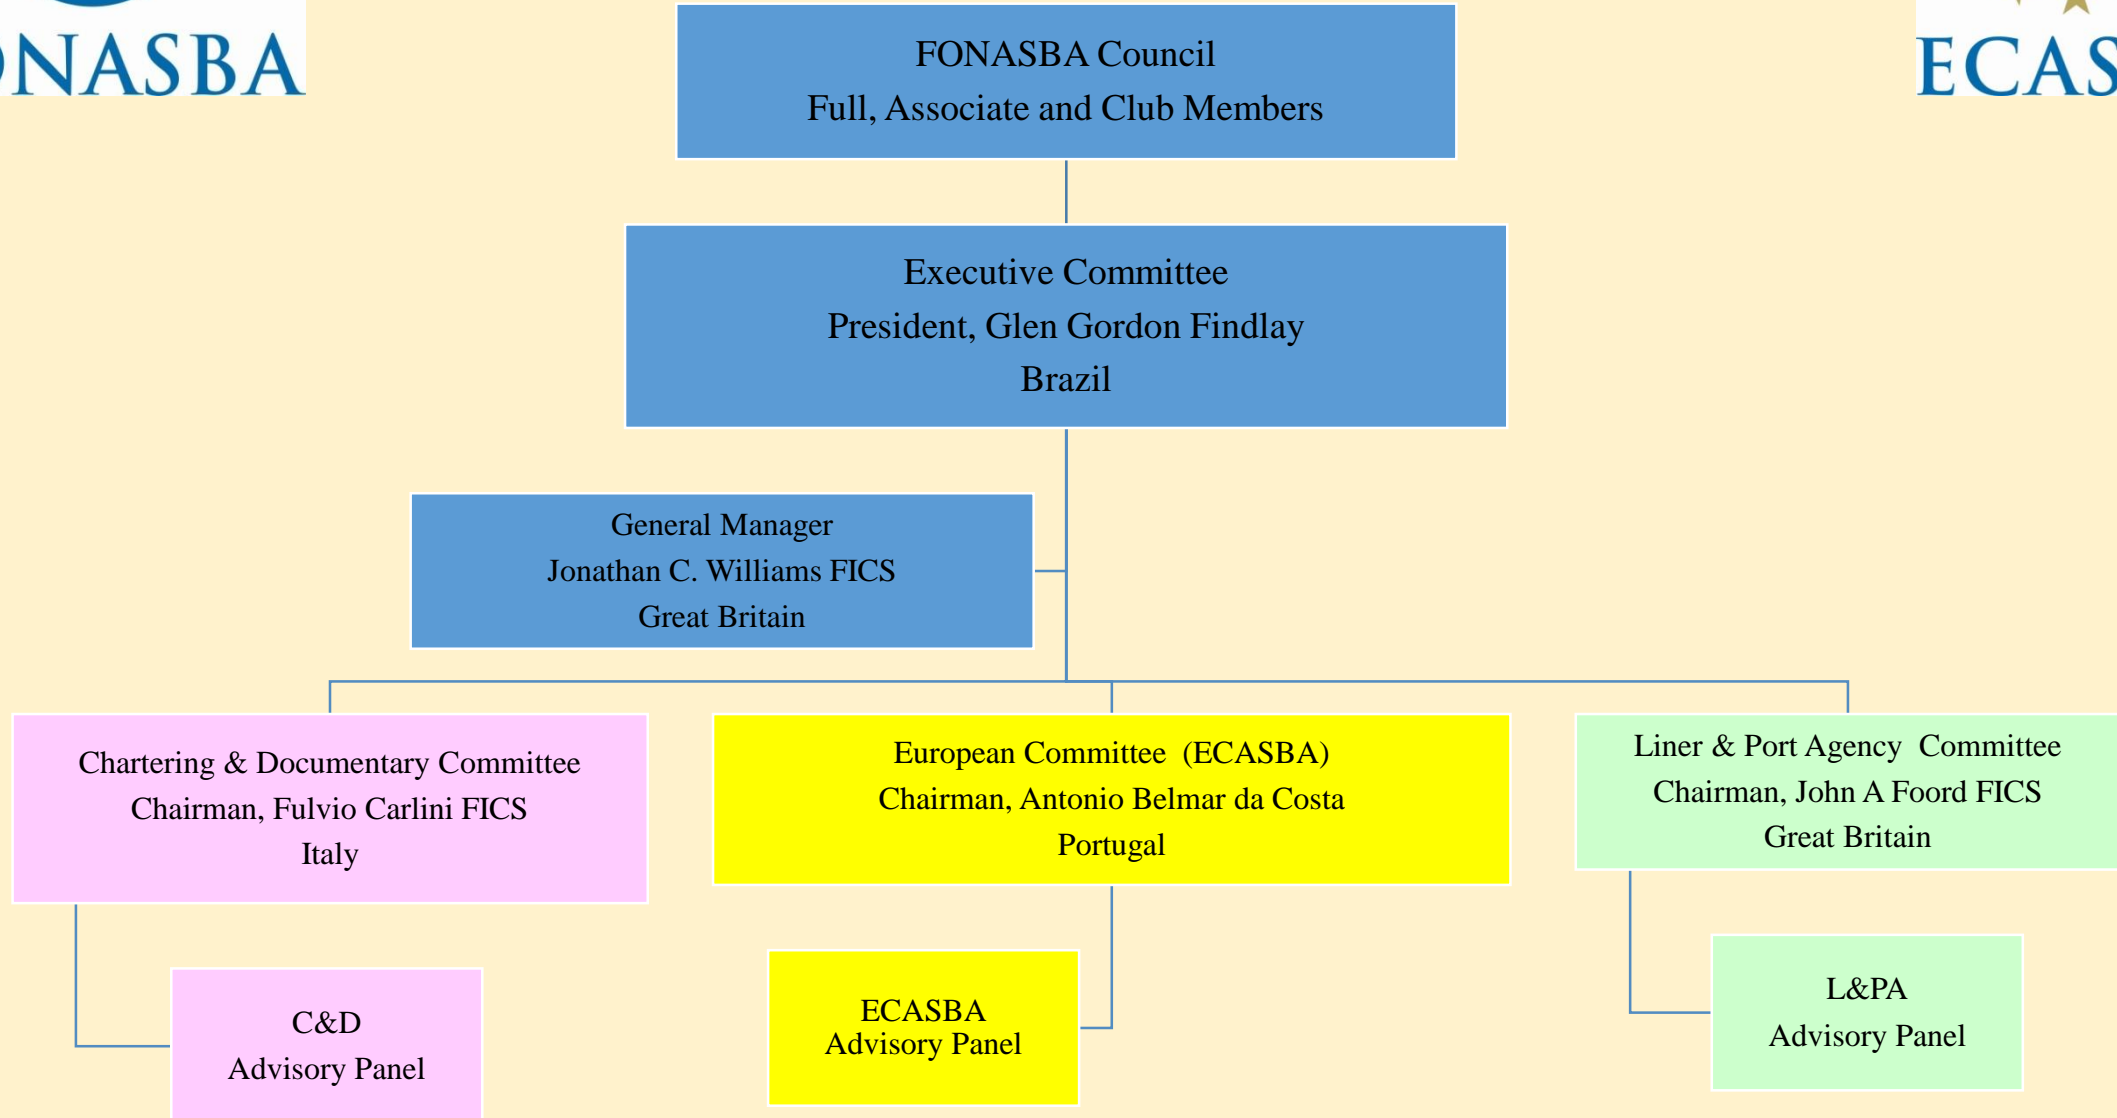 ONASBA
ECAS
FONASBA Council
Full, Associate and Club Members
Executive Committee
President, Glen Gordon Findlay
Brazil
General Manager
Jonathan C. Williams FICS
Great Britain
Chartering & Documentary Committee
Chairman, Fulvio Carlini FICS
Italy
European Committee (ECASBA)
Chairman, Antonio Belmar da Costa
Portugal
Liner & Port Agency Committee
Chairman, John A Foord FICS
Great Britain
C&D
Advisory Panel
ECASBA
Advisory Panel
L&PA
Advisory Panel